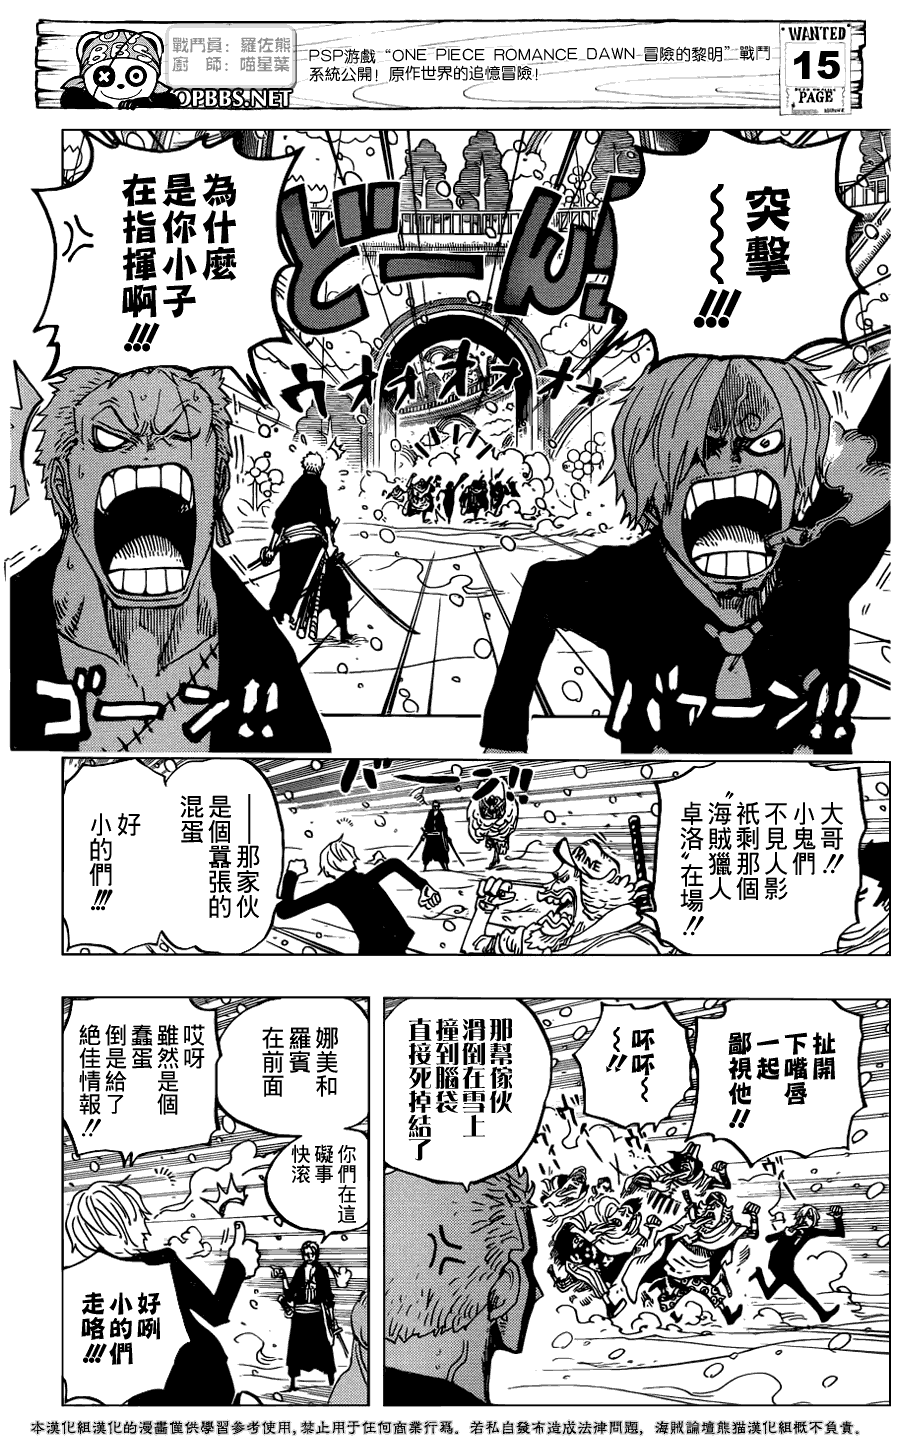 戰鬥員：羅佐熊
廚　師：喵星葉
OPBBS.NET
PSP游戲“ONE PIECE ROMANCE DAWN 冒險的黎明”戰鬥
系統公開！原作世界的追憶冒險！
WANTED
15
PAGE
突擊
～～!!!
為什麼
是你小子
在指揮啊!!!
どーん!
ウオオオオオオ
ゴーン!!
バァーン!!
大哥!!
小鬼們
不見人影
祇剩那個
“海賊獵人
卓洛”在場!!
バーン!!
RINE
——那家伙
是個囂張的
混蛋
好
小的們!!!
扯開
下嘴唇
一起
鄙視他!!
呸～
呸～!!
那幫傢伙
滑倒在雪上
撞到腦袋
直接死掉結了
娜美和
羅賓
在前面
你們在這
礙事
快滾
哎呀
雖然是個
蠢蛋
倒是給了
絶佳情報!!
好咧
小的們
走咯!!!
本漢化組漢化的漫畫僅供學習參考使用,禁止用于任何商業行為。若私自發布造成法律問題，海賊論壇熊猫漢化組概不負責。